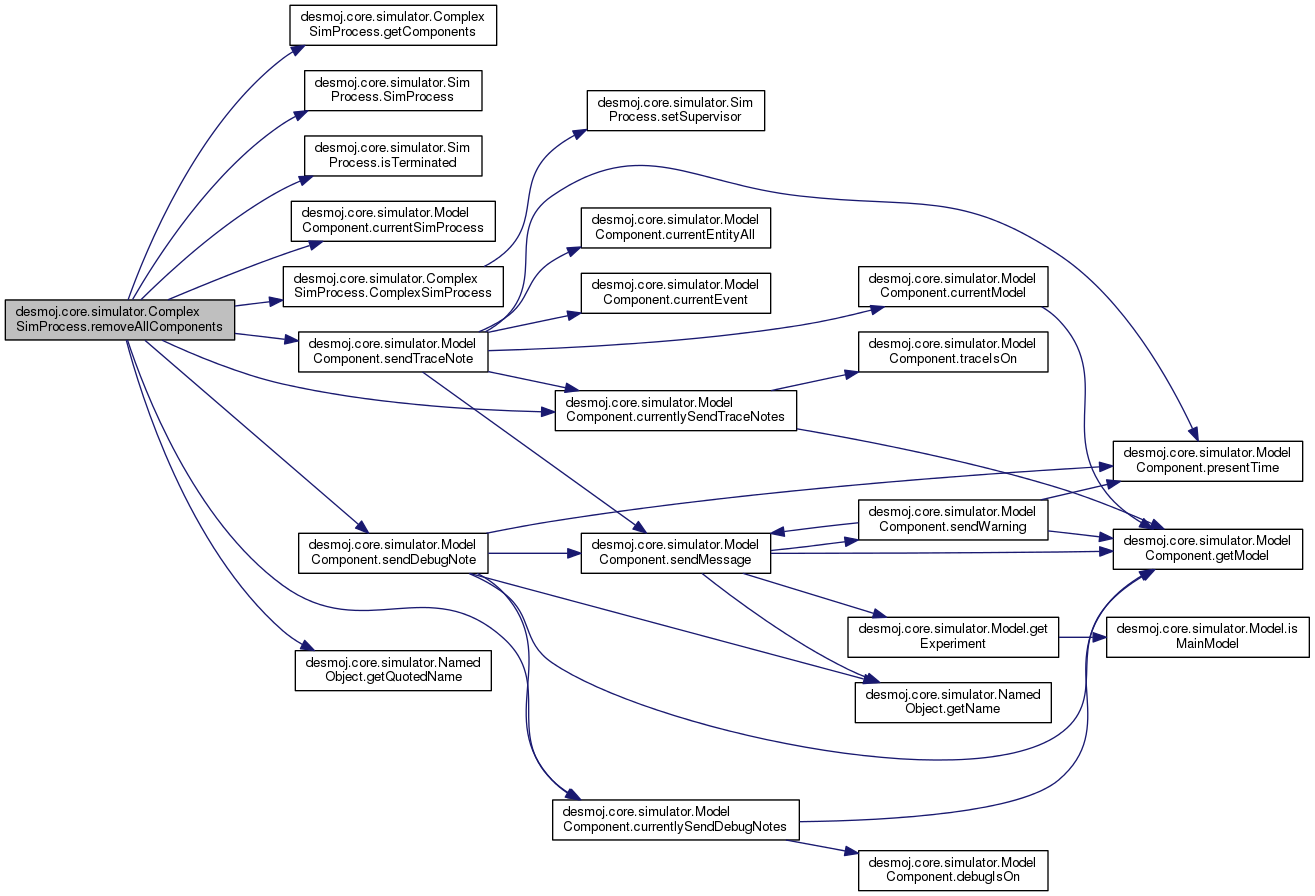 desmoj.core.simulator.Complex
SimProcess.removeAllComponents
desmoj.core.simulator.Complex
SimProcess.getComponents
desmoj.core.simulator.Sim
Process.SimProcess
desmoj.core.simulator.Sim
Process.isTerminated
desmoj.core.simulator.Model
Component.currentSimProcess
desmoj.core.simulator.Complex
SimProcess.ComplexSimProcess
desmoj.core.simulator.Model
Component.sendTraceNote
desmoj.core.simulator.Model
Component.sendDebugNote
desmoj.core.simulator.Named
Object.getQuotedName
desmoj.core.simulator.Sim
Process.setSupervisor
desmoj.core.simulator.Model
Component.currentEntityAll
desmoj.core.simulator.Model
Component.currentEvent
desmoj.core.simulator.Model
Component.currentlySendTraceNotes
desmoj.core.simulator.Model
Component.sendMessage
desmoj.core.simulator.Model
Component.currentlySendDebugNotes
desmoj.core.simulator.Model
Component.currentModel
desmoj.core.simulator.Model
Component.traceIsOn
desmoj.core.simulator.Model
Component.sendWarning
desmoj.core.simulator.Model.get
Experiment
desmoj.core.simulator.Named
Object.getName
desmoj.core.simulator.Model
Component.debugIsOn
desmoj.core.simulator.Model
Component.presentTime
desmoj.core.simulator.Model
Component.getModel
desmoj.core.simulator.Model.is
MainModel